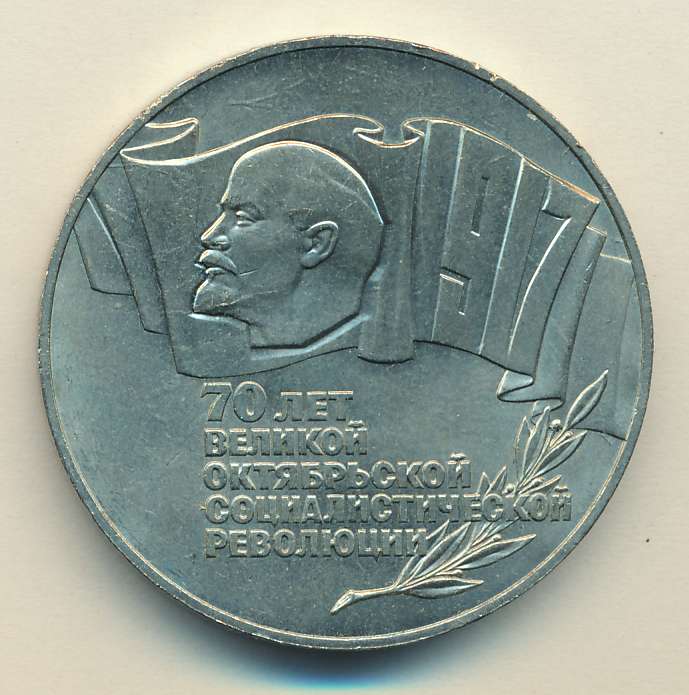 1917
70 ЛЕТ
ВЕЛИКОЙ
ОКТЯБРЬСКОЙ
СОЦИАЛИСТИЧЕСКОЙ
РЕВОЛЮЦИИ